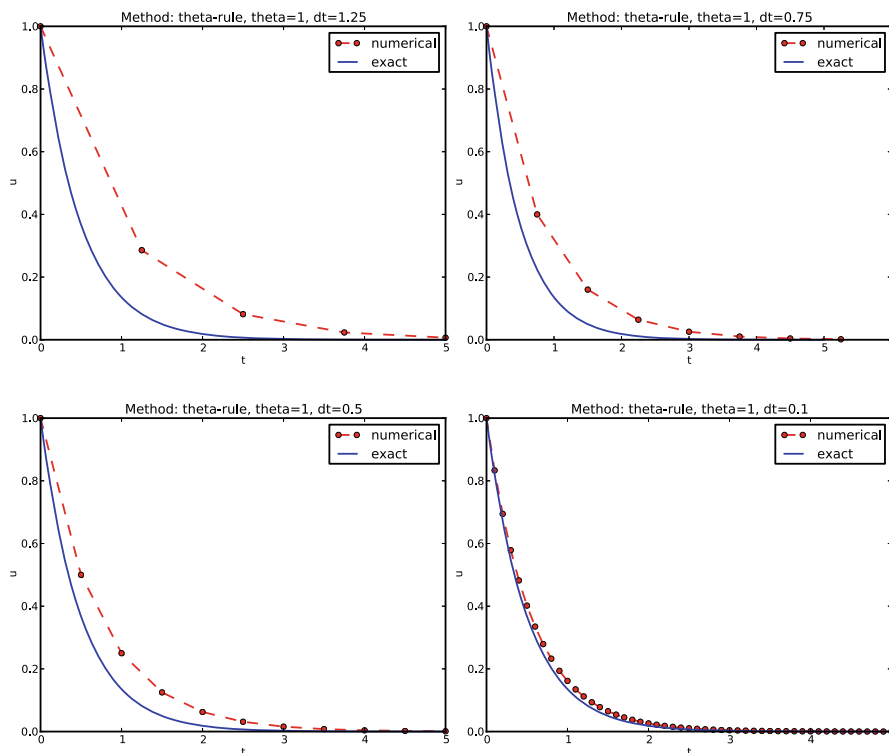 Method: theta-rule, theta=1, dt=1.25
1.0
0.8
0.6
0.4
0.2
0.0
u
numerical
exact
0 1 2 3 4 5
t
Method: theta-rule, theta=1, dt=0.75
1.0
0.8
0.6
0.4
0.2
0.0
u
numerical
exact
0 1 2 3 4 5
t
Method: theta-rule, theta=1, dt=0.5
1.0
0.8
0.6
0.4
0.2
0.0
u
numerical
exact
0 1 2 3 4 5
t
Method: theta-rule, theta=1, dt=0.1
1.0
0.8
0.6
0.4
0.2
0.0
u
numerical
exact
0 1 2 3 4
t